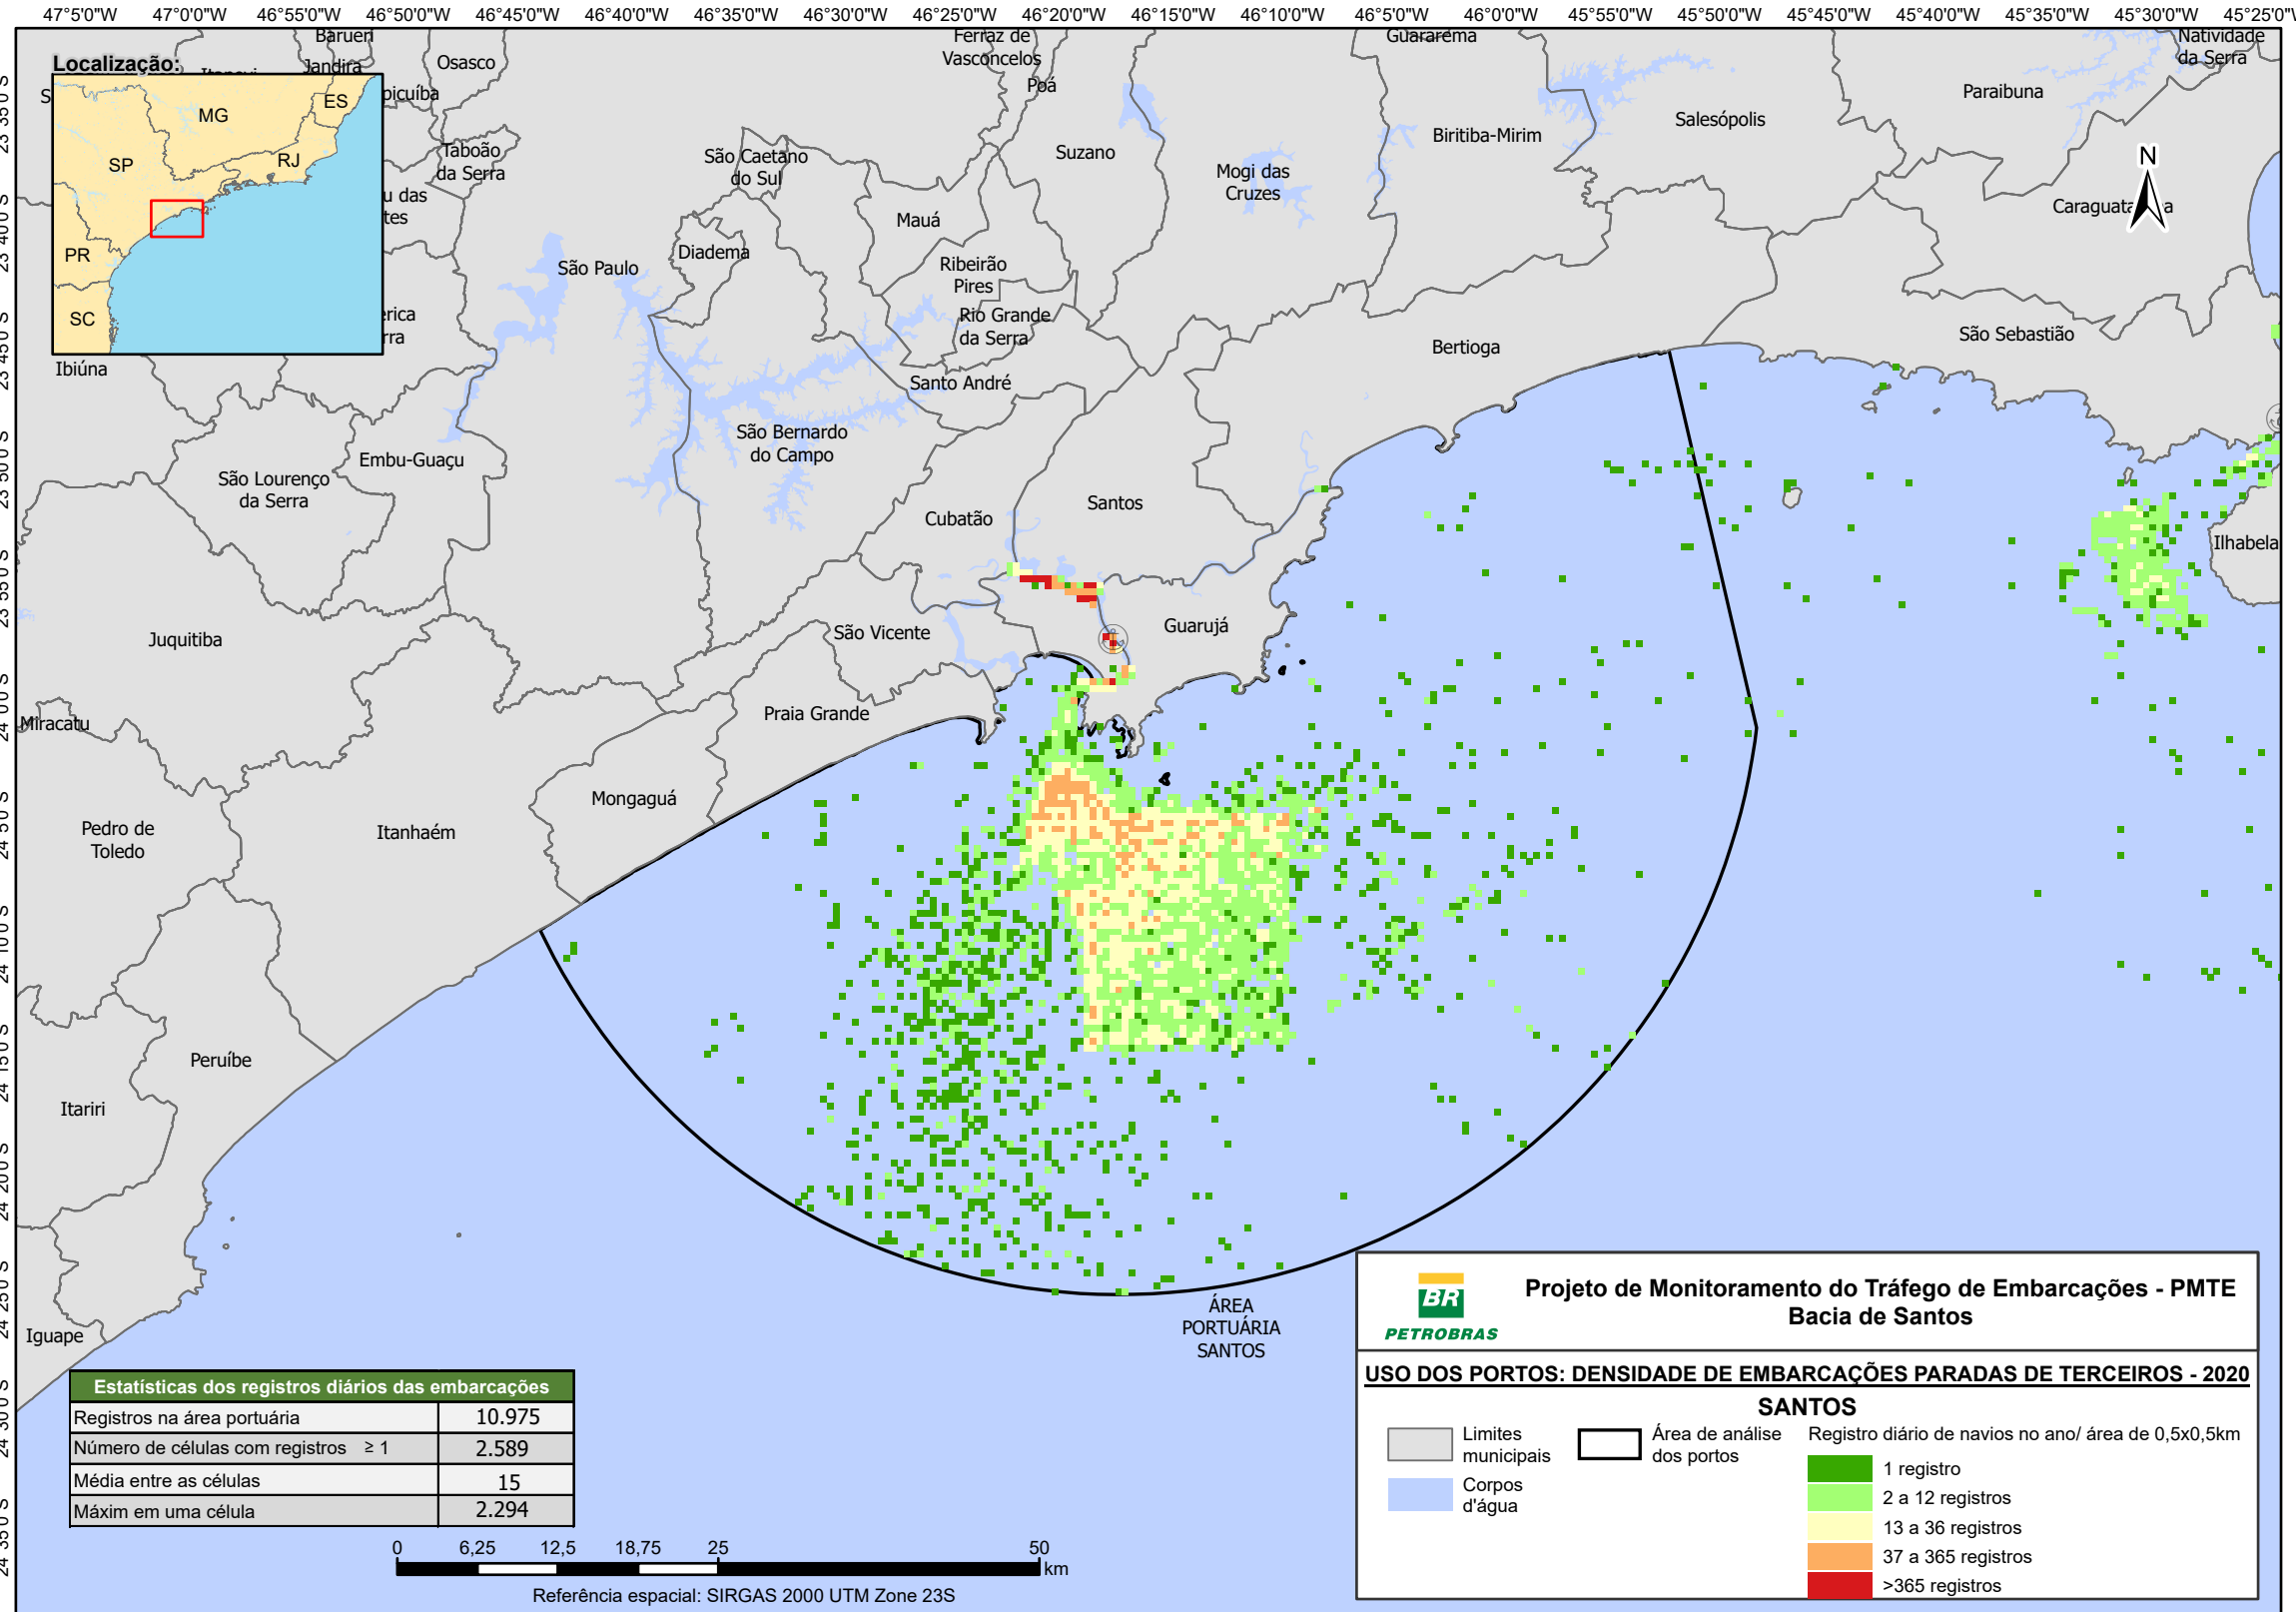 47°5'0"W 47°0'0"W 46°55'0"W 46°50'0"W 46°45'0"W 46°40'0"W 46°35'0"W 46°30'0"W 46°25'0"W 46°20'0"W 46°15'0"W 46°10'0"W 46°5'0"W 46°0'0"W 45°55'0"W 45°50'0"W 45°45'0"W 45°40'0"W 45°35'0"W 45°30'0"W 45°25'0"W
Localização:
MG
ES
SP
RJ
PR
SC
Barueri
Jandira
Osasco
Taboão
da Serra
Ferraz de
Vasconcelos
Poá
Guararema
Natividade
da Serra
Suzano
Mogi das
Cruzes
Biritiba-Mirim
Salesópolis
Paraibuna
N
São Caetano
do Sul
Mauá
Diadema
São Paulo
Ribeirão
Pires
Rio Grande
da Serra
Santo André
Bertioga
São Sebastião
Ibiúna
São Lourenço
da Serra
Embu-Guaçu
São Bernardo
do Campo
Cubatão
Santos
Ilhabela
Juquitiba
São Vicente
Guarujá
Miracatu
Praia Grande
Mongaguá
Pedro de
Toledo
Itanhaém
Peruíbe
Itariri
Iguape
ÁREA
PORTUÁRIA
SANTOS
Estatísticas dos registros diários das embarcações
Registros na área portuária 10.975
Número de células com registros ≥ 1 2.589
Média entre as células 15
Máxim em uma célula 2.294
0 6,25 12,5 18,75 25 50
km
Referência espacial: SIRGAS 2000 UTM Zone 23S
BR
PETROBRAS
Projeto de Monitoramento do Tráfego de Embarcações - PMTE
Bacia de Santos
USO DOS PORTOS: DENSIDADE DE EMBARCAÇÕES PARADAS DE TERCEIROS - 2020
SANTOS
Limites
municipais
Corpos
d'água
Área de análise
dos portos
Registro diário de navios no ano/ área de 0,5x0,5km
1 registro
2 a 12 registros
13 a 36 registros
37 a 365 registros
>365 registros